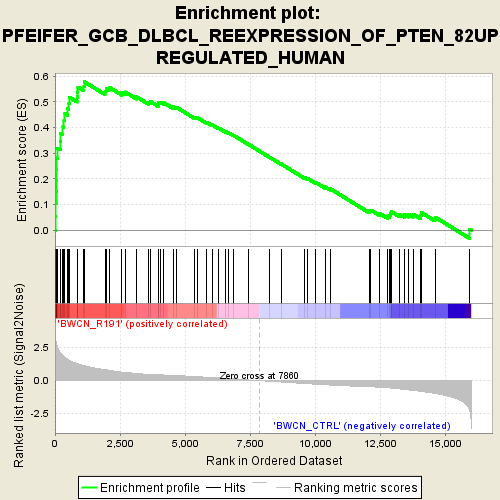 Enrichment plot:
PFEIFER_GCB_DLBCL_REEXPRESSION_OF_PTEN_82UP
REGULATED_HUMAN
Enrichment score (ES)
0.6
0.5
0.4
0.3
0.2
0.1
0.0
'BWCN_R191' (positively correlated)
Ranked list metric (Signal2Noise)
2.5
0.0
-2.5
Zero cross at 7860
'BWCN_CTRL' (negatively correlated)
0 2,500 5,000 7,500 10,000 12,500 15,000
Rank in Ordered Dataset
Enrichment profile Hits Ranking metric scores